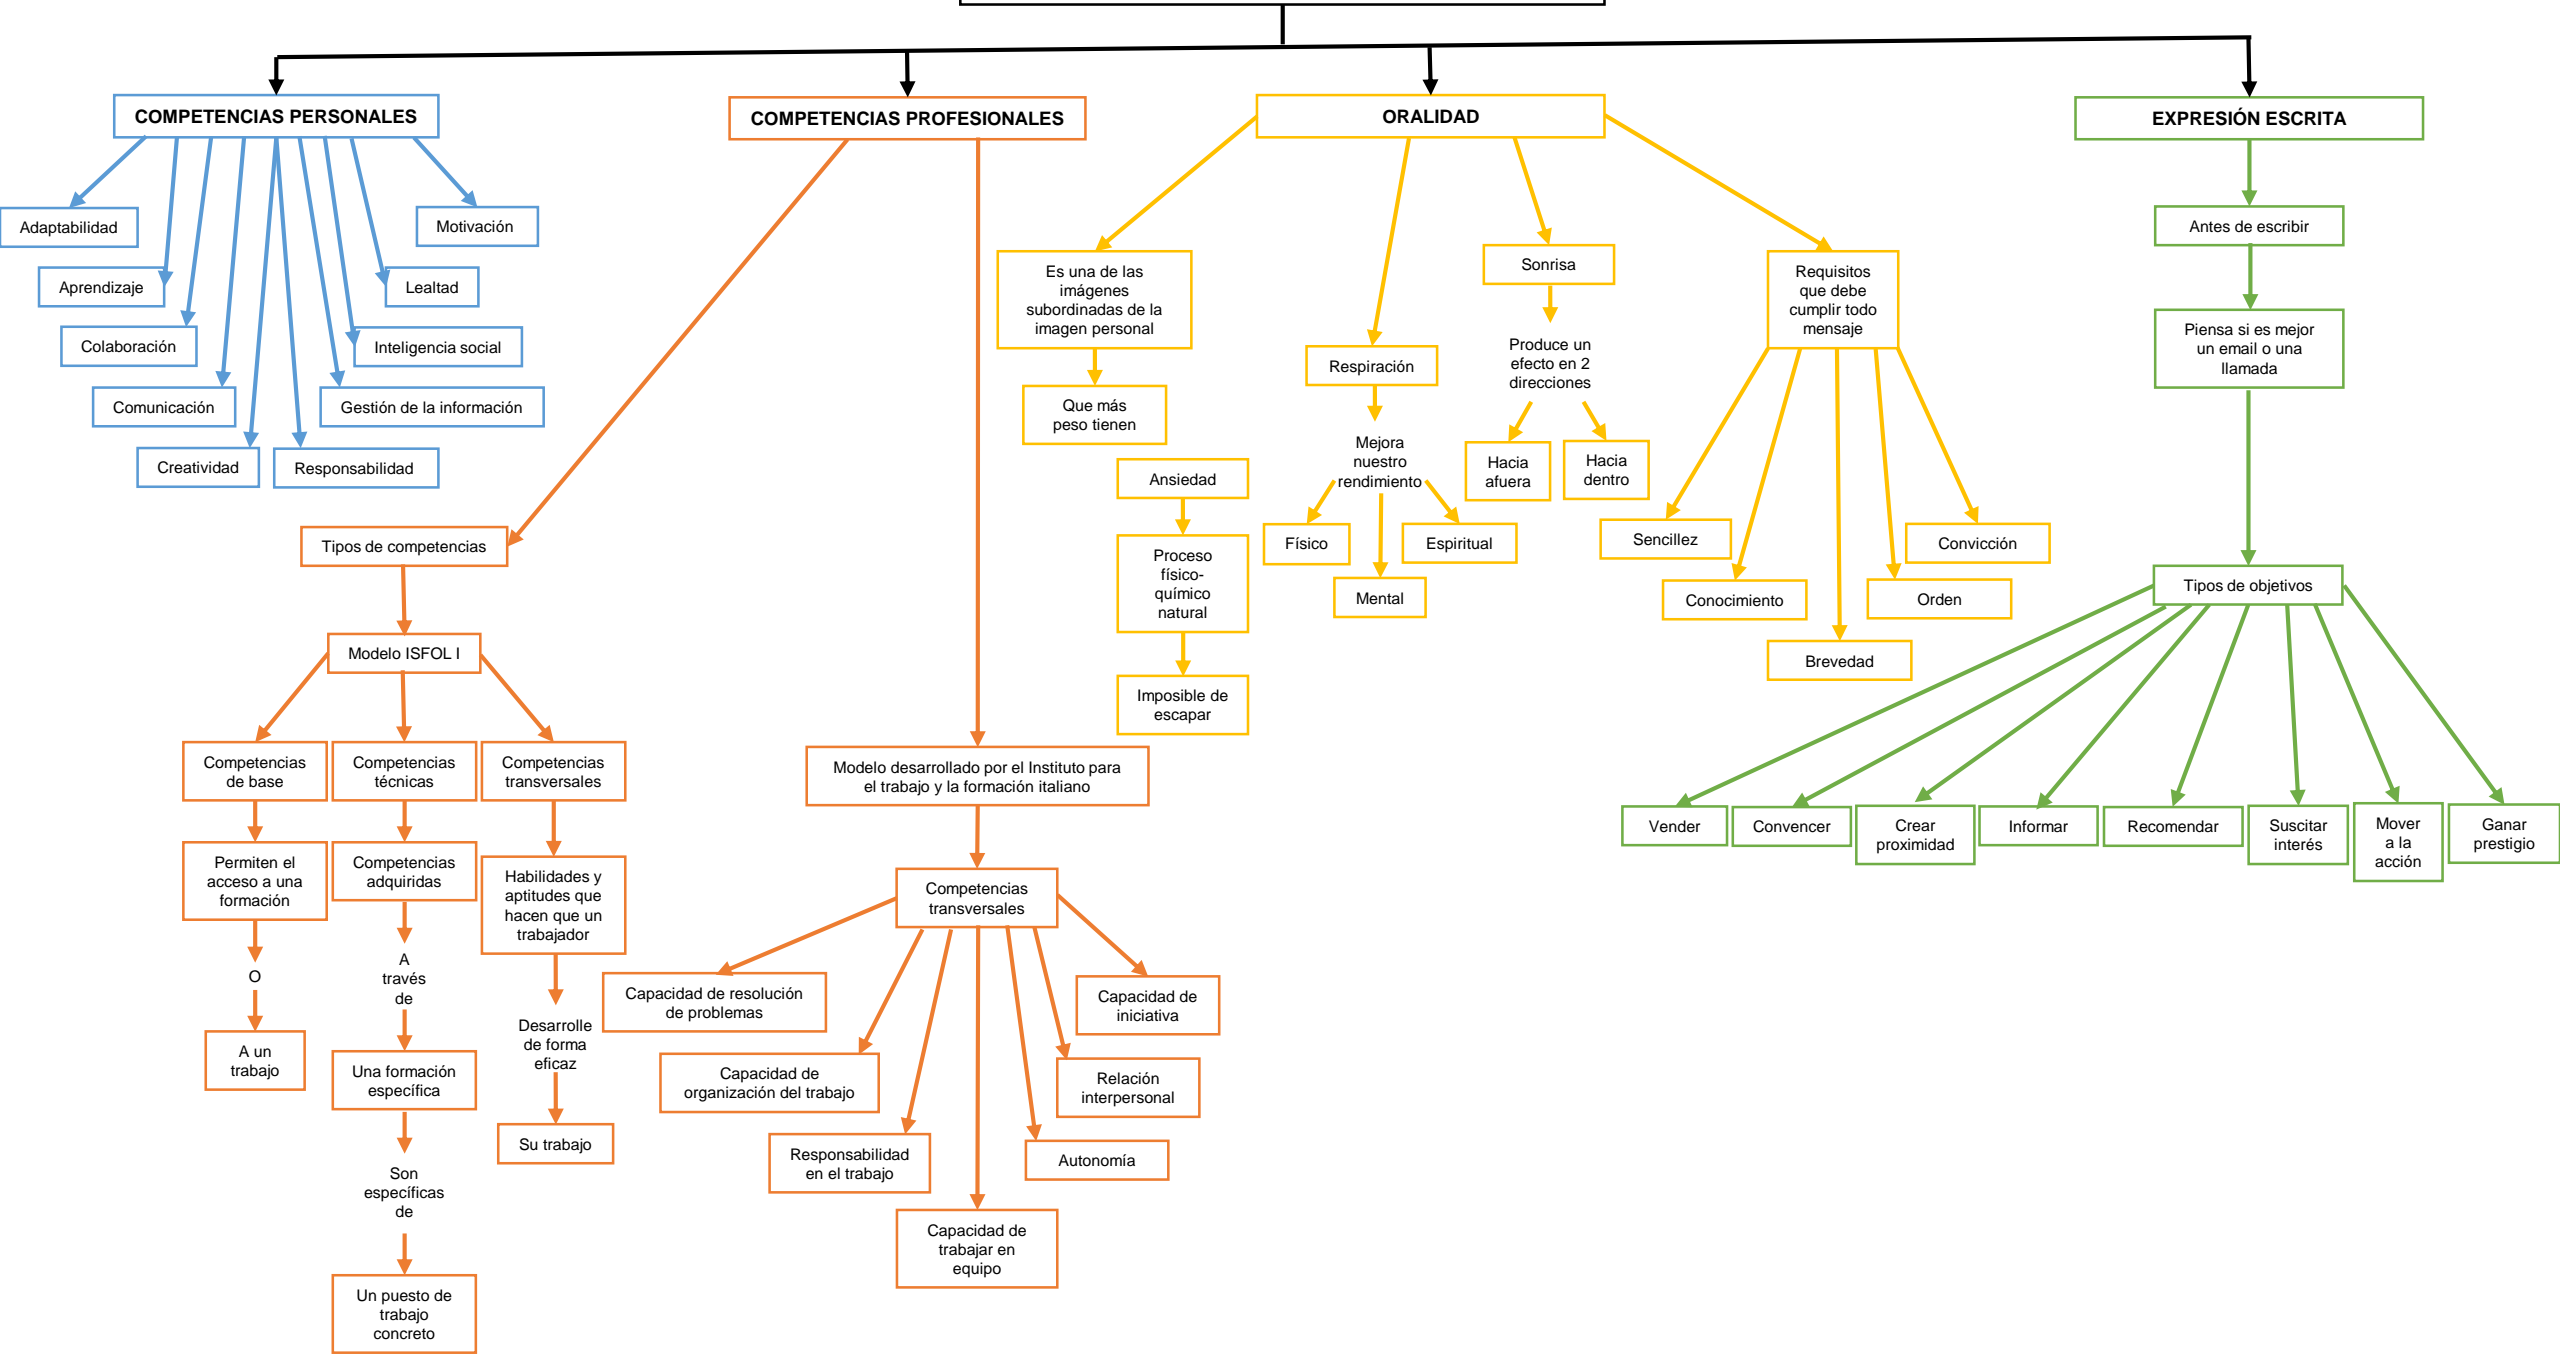 COMPETENCIAS PERSONALES
Adaptabilidad
Aprendizaje
Colaboración
Comunicación
Creatividad
Responsabilidad
Gestión de la información
Inteligencia social
Lealtad
Motivación
COMPETENCIAS PROFESIONALES
Tipos de competencias
Modelo ISFOL I
Competencias
de base
Permiten el
acceso a una
formación
O
A un
trabajo
Competencias
técnicas
Competencias
adquiridas
A
través
de
Una formación
específica
Son
específicas
de
Un puesto de
trabajo
concreto
Competencias
transversales
Habilidades y
aptitudes que
hacen que un
trabajador
Desarrolle
de forma
eficaz
Su trabajo
Modelo desarrollado por el Instituto para
el trabajo y la formación italiano
Competencias
transversales
Capacidad de resolución
de problemas
Capacidad de
organización del trabajo
Responsabilidad
en el trabajo
Capacidad de
trabajar en
equipo
Autonomía
Relación
interpersonal
Capacidad de
iniciativa
ORALIDAD
Es una de las
imágenes
subordinadas de la
imagen personal
Que más
peso tienen
Ansiedad
Proceso
físico-
químico
natural
Imposible de
escapar
Respiración
Mejora
nuestro
rendimiento
Físico
Mental
Espiritual
Sonrisa
Produce un
efecto en 2
direcciones
Hacia
afuera
Hacia
dentro
Requisitos
que debe
cumplir todo
mensaje
Sencillez
Conocimiento
Brevedad
Orden
Convicción
EXPRESIÓN ESCRITA
Antes de escribir
Piensa si es mejor
un email o una
llamada
Tipos de objetivos
Vender
Convencer
Crear
proximidad
Informar
Recomendar
Suscitar
interés
Mover
a la
acción
Ganar
prestigio